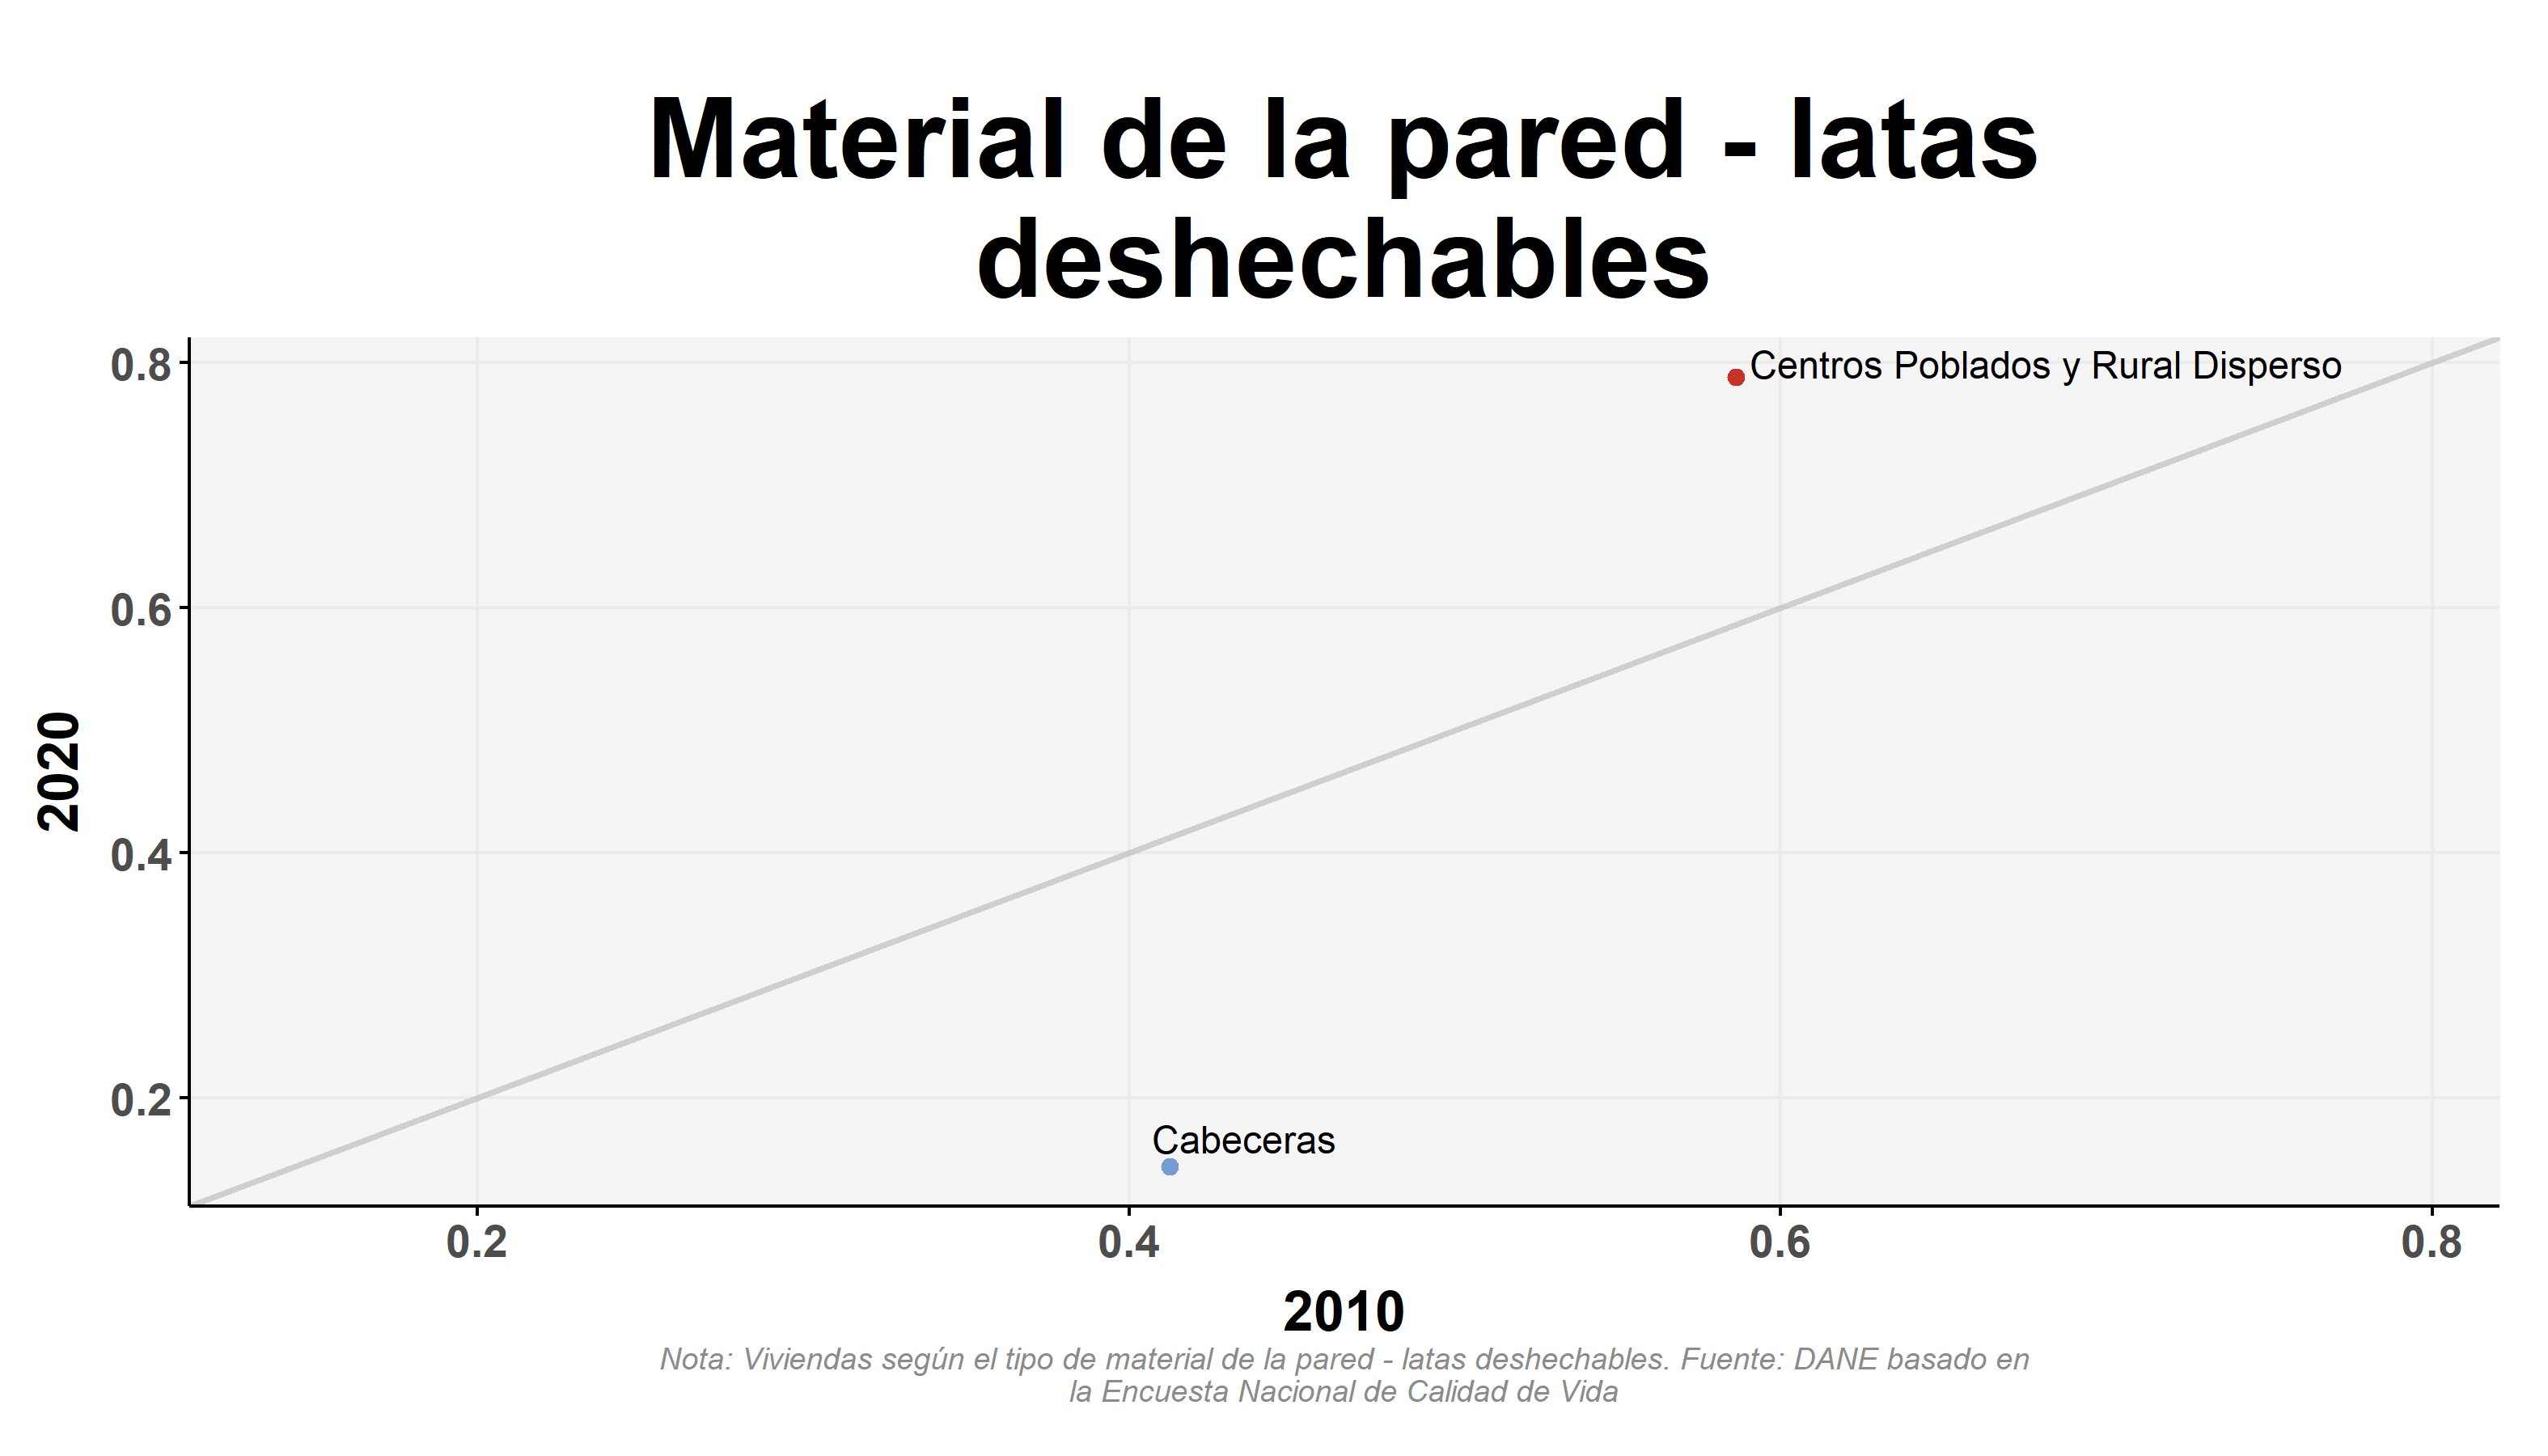 Material de la pared - latas
deshechables
0.8
Centros Poblados y Rural Disperso
0.6
2020
0.4
0.2
Cabeceras
0.2 0.4 0.6 0.8
2010
Nota: Viviendas según el tipo de material de la pared - latas deshechables. Fuente: DANE basado en
la Encuesta Nacional de Calidad de Vida